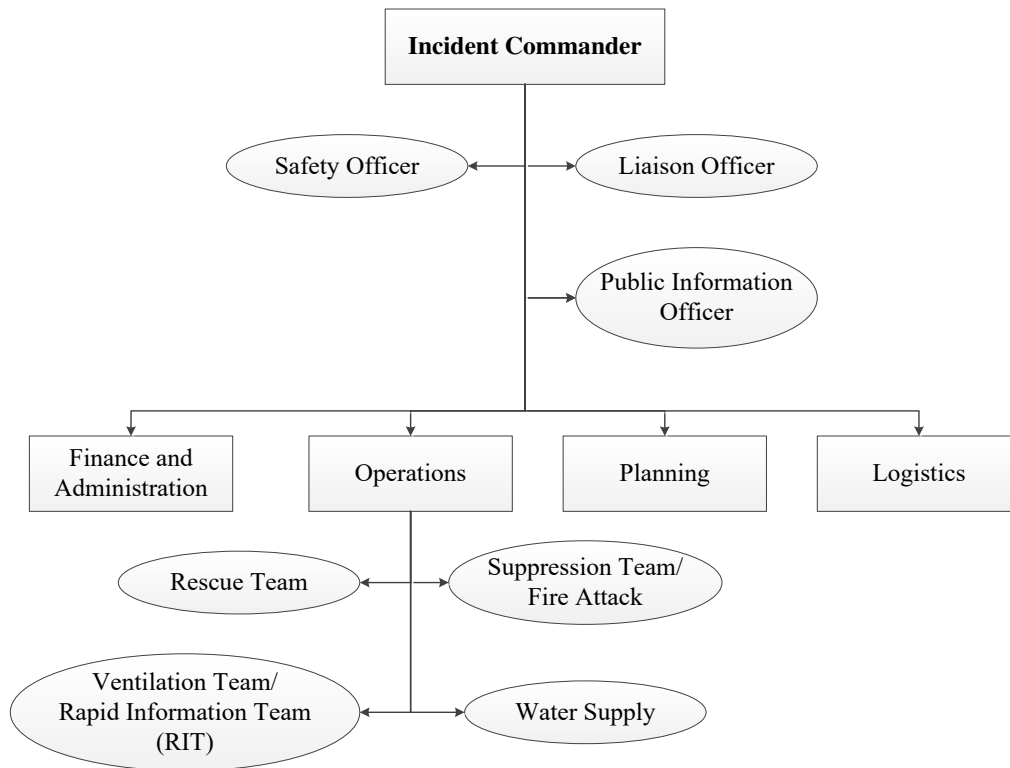 Incident Commander
Safety Officer
Liaison Officer
Public Information
Officer
Finance and
Administration
Operations
Planning
Logistics
Rescue Team
Suppression Team/
Fire Attack
Ventilation Team/
Rapid Information Team
(RIT)
Water Supply